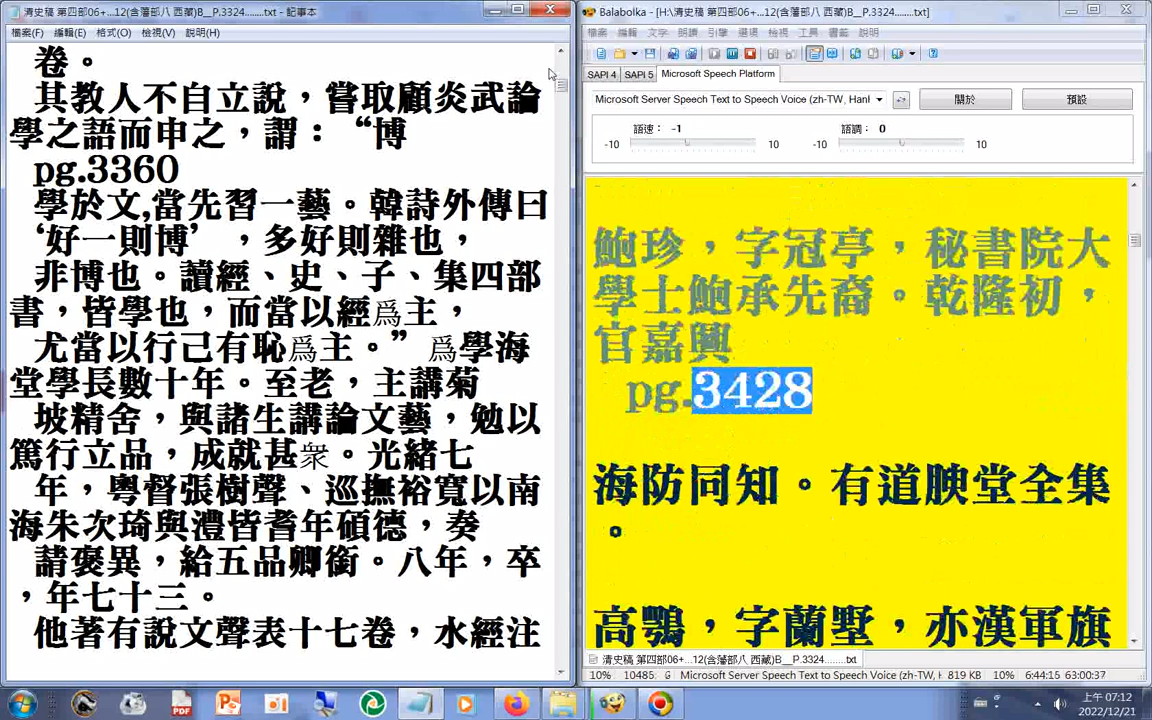 清史稿 第四部06+...12(含藩部八 西藏)B__P.3324........txt - 記事本
檔案(F) 編輯(E) 格式(O) 檢視(V) 說明(H)
卷。
其教人不自立說，嘗取顧炎武論
學之語而申之，謂：“博
pg.3360
學於文,當先習一藝。韓詩外傳曰
‘好一則博’，多好則雜也，
非博也。讀經、史、子、集四部
書，皆學也，而當以經爲主，
尤當以行己有恥爲主。” 爲學海
堂學長數十年。至老，主講菊
坡精舍，與諸生講論文藝，勉以
篤行立品，成就甚衆。光緒七
年，粵督張樹聲、巡撫裕寬以南
海朱次琦與澧皆耆年碩德，奏
請褒異，給五品卿銜。八年，卒
，年七十三。
他著有說文聲表十七卷，水經注
Balabolka - [H:\清史稿 第四部06+...12(含藩部八 西藏)B__P.3324........txt]
檔案 編輯 文字 朗讀 引擎 選項 檢視 工具 書籤 說明
SAPI 4 SAPI 5 Microsoft Speech Platform
Microsoft Server Speech Text to Speech Voice (zh-TW, Hanl
關於
預設
語速： -1
語調： 0
-10 10 -10 10
鮑珍，字冠亭，秘書院大
學士鮑承先裔。乾隆初，
官嘉興
pg.3428
海防同知。有道腴堂全集
。
高鶚，字蘭墅，亦漢軍旗
清史稿 第四部06+...12(含藩部八 西藏)B__P.3324........txt
10% 10485: Microsoft Server Speech Text to Speech Voice (zh-TW, H 819 KB 6:44:15 63:00:37
PDF
上午 07:12
2022/12/21